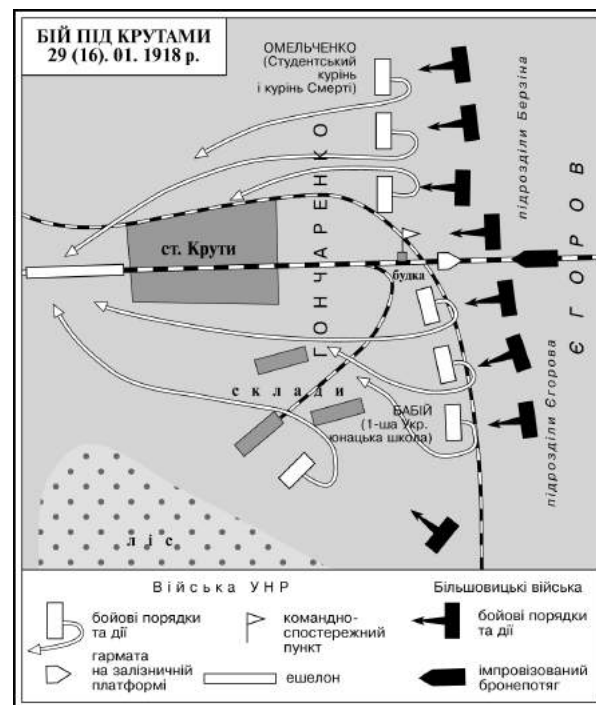 БІЙ ПІД КРУТАМИ
29 (16). 01. 1918 р.
ОМЕЛЬЧЕНКО
(Студентський
курінь
і курінь Смерті)
підрозділи Берзіна
ЄГОРОВ
ГОНЧАРЕНКО
ст. Крути
будка
склади
БАБІЙ
(1-ша Укр.
юнацька школа)
підрозділи Єгорова
ліс
Війська УНР
Більшовицькі війська
бойові порядки
та дії
командно-
спостережний
пункт
бойові порядки
та дії
гармата
на залізничній
платформі
ешелон
імпровізований
бронепотяг